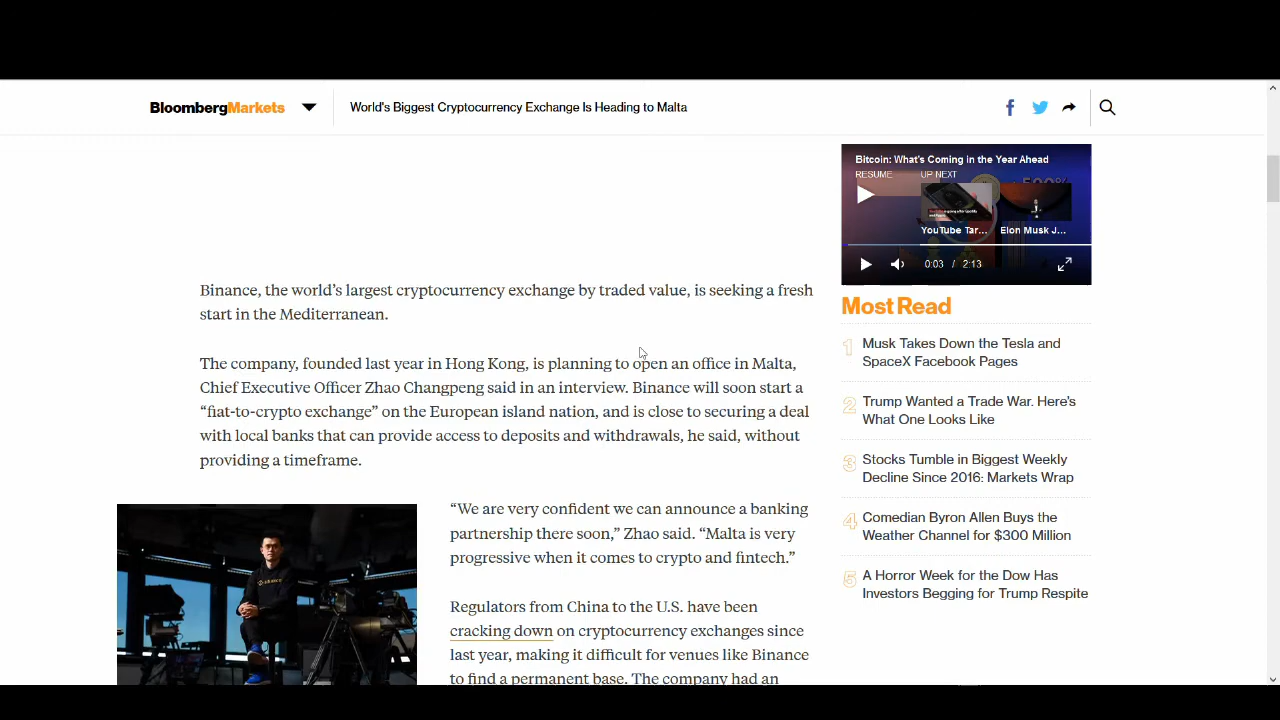 BloombergMarkets
World's Biggest Cryptocurrency Exchange Is Heading to Malta
Bitcoin: What's Coming in the Year Ahead
RESUME
UP NEXT
YouTube Tar...
Elon Musk J...
0:03 / 2:13
Binance, the world’s largest cryptocurrency exchange by traded value, is seeking a fresh
start in the Mediterranean.
The company, founded last year in Hong Kong, is planning to open an office in Malta,
Chief Executive Officer Zhao Changpeng said in an interview. Binance will soon start a
“fiat-to-crypto exchange” on the European island nation, and is close to securing a deal
with local banks that can provide access to deposits and withdrawals, he said, without
providing a timeframe.
“We are very confident we can announce a banking
partnership there soon,” Zhao said. “Malta is very
progressive when it comes to crypto and fintech.”
Regulators from China to the U.S. have been
cracking down on cryptocurrency exchanges since
last year, making it difficult for venues like Binance
to find a permanent base. The company had an
Most Read
1 Musk Takes Down the Tesla and
SpaceX Facebook Pages
2 Trump Wanted a Trade War. Here's
What One Looks Like
3 Stocks Tumble in Biggest Weekly
Decline Since 2016: Markets Wrap
4 Comedian Byron Allen Buys the
Weather Channel for $300 Million
5 A Horror Week for the Dow Has
Investors Begging for Trump Respite